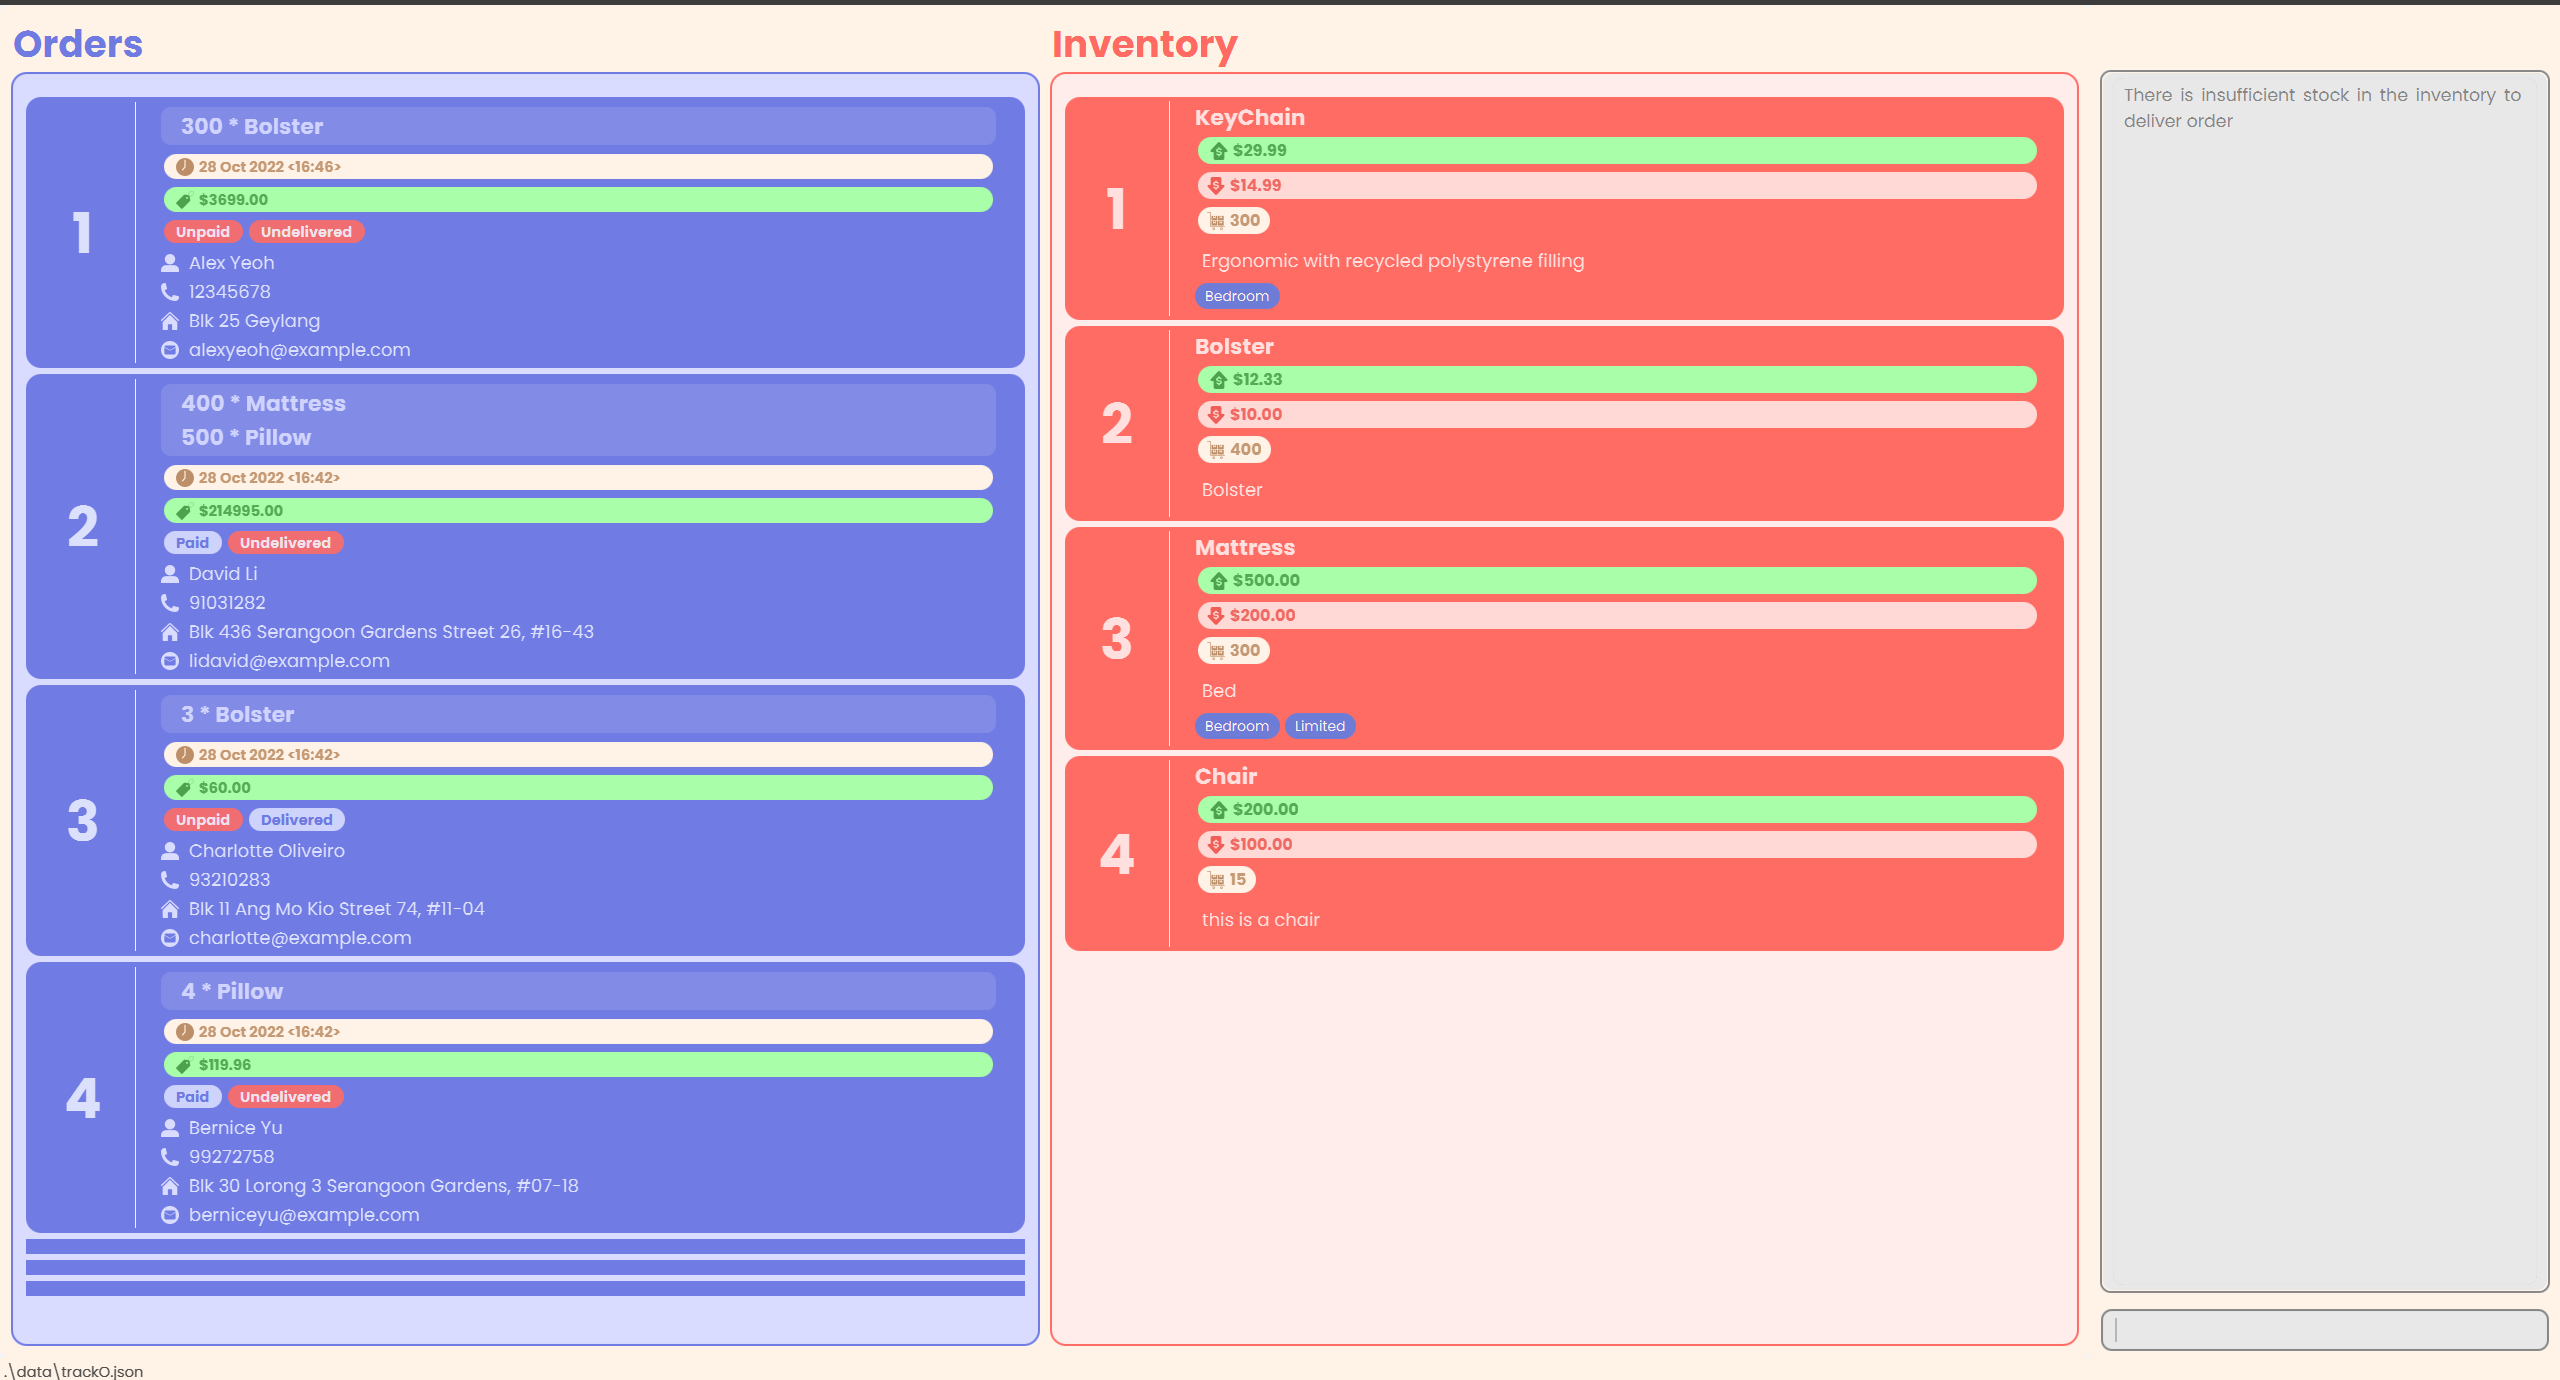 Orders
1
300 * Bolster
28 Oct 2022 <16:46>
$3699.00
Unpaid Undelivered
Alex Yeoh
12345678
Blk 25 Geylang
alexyeoh@example.com
2
400 * Mattress
500 * Pillow
28 Oct 2022 <16:42>
$214995.00
Paid Undelivered
David Li
91031282
Blk 436 Serangoon Gardens Street 26, #16-43
lidavid@example.com
3
3 * Bolster
28 Oct 2022 <16:42>
$60.00
Unpaid Delivered
Charlotte Oliveiro
93210283
Blk 11 Ang Mo Kio Street 74, #11-04
charlotte@example.com
4
4 * Pillow
28 Oct 2022 <16:42>
$119.96
Paid Undelivered
Bernice Yu
99272758
Blk 30 Lorong 3 Serangoon Gardens, #07-18
berniceyu@example.com
Inventory
1
KeyChain
$29.99
$14.99
300
Ergonomic with recycled polystyrene filling
Bedroom
2
Bolster
$12.33
$10.00
400
Bolster
3
Mattress
$500.00
$200.00
300
Bed
Bedroom Limited
4
Chair
$200.00
$100.00
15
this is a chair
There is insufficient stock in the inventory to
deliver order
.\data\trackO.json